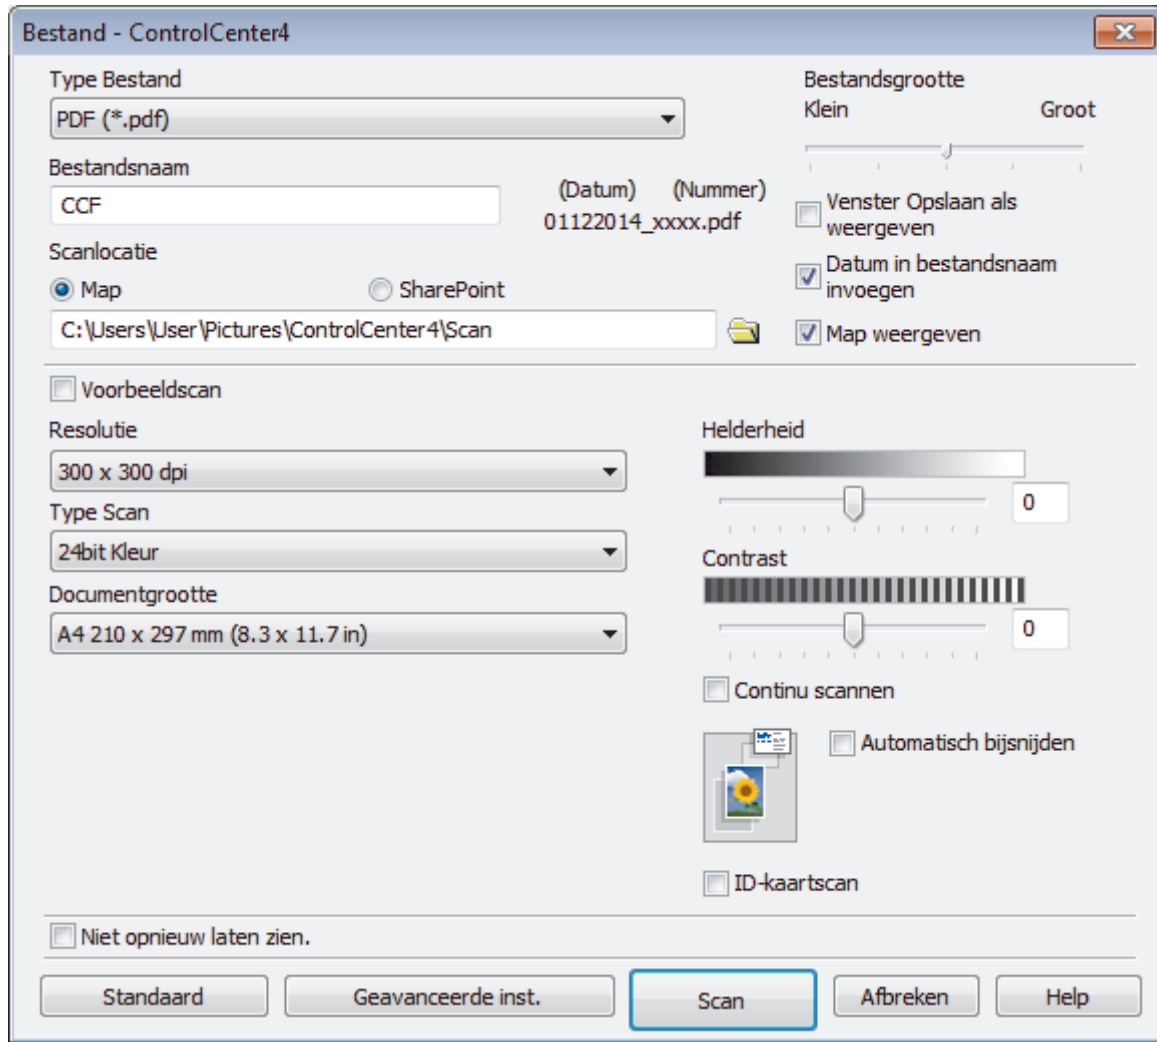 Bestand - ControlCenter4
Type Bestand
PDF (*.pdf)
Bestandsgrootte
Klein Groot
Bestandsnaam
CCF
(Datum) (Nummer)
01122014_xxxx.pdf
Venster Opslaan als
weergeven
Datum in bestandsnaam
invoegen
Map weergeven
Scanlocatie
Map SharePoint
C:\Users\User\Pictures\ControlCenter4\Scan
Voorbeeldscan
Resolutie
300 x 300 dpi
Type Scan
24bit Kleur
Documentgrootte
A4 210 x 297 mm (8.3 x 11.7 in)
Helderheid
0
Contrast
0
Continu scannen
Automatisch bijsnijden
ID-kaartscan
Niet opnieuw laten zien.
Standaard Geavanceerde inst. Scan Afbreken Help